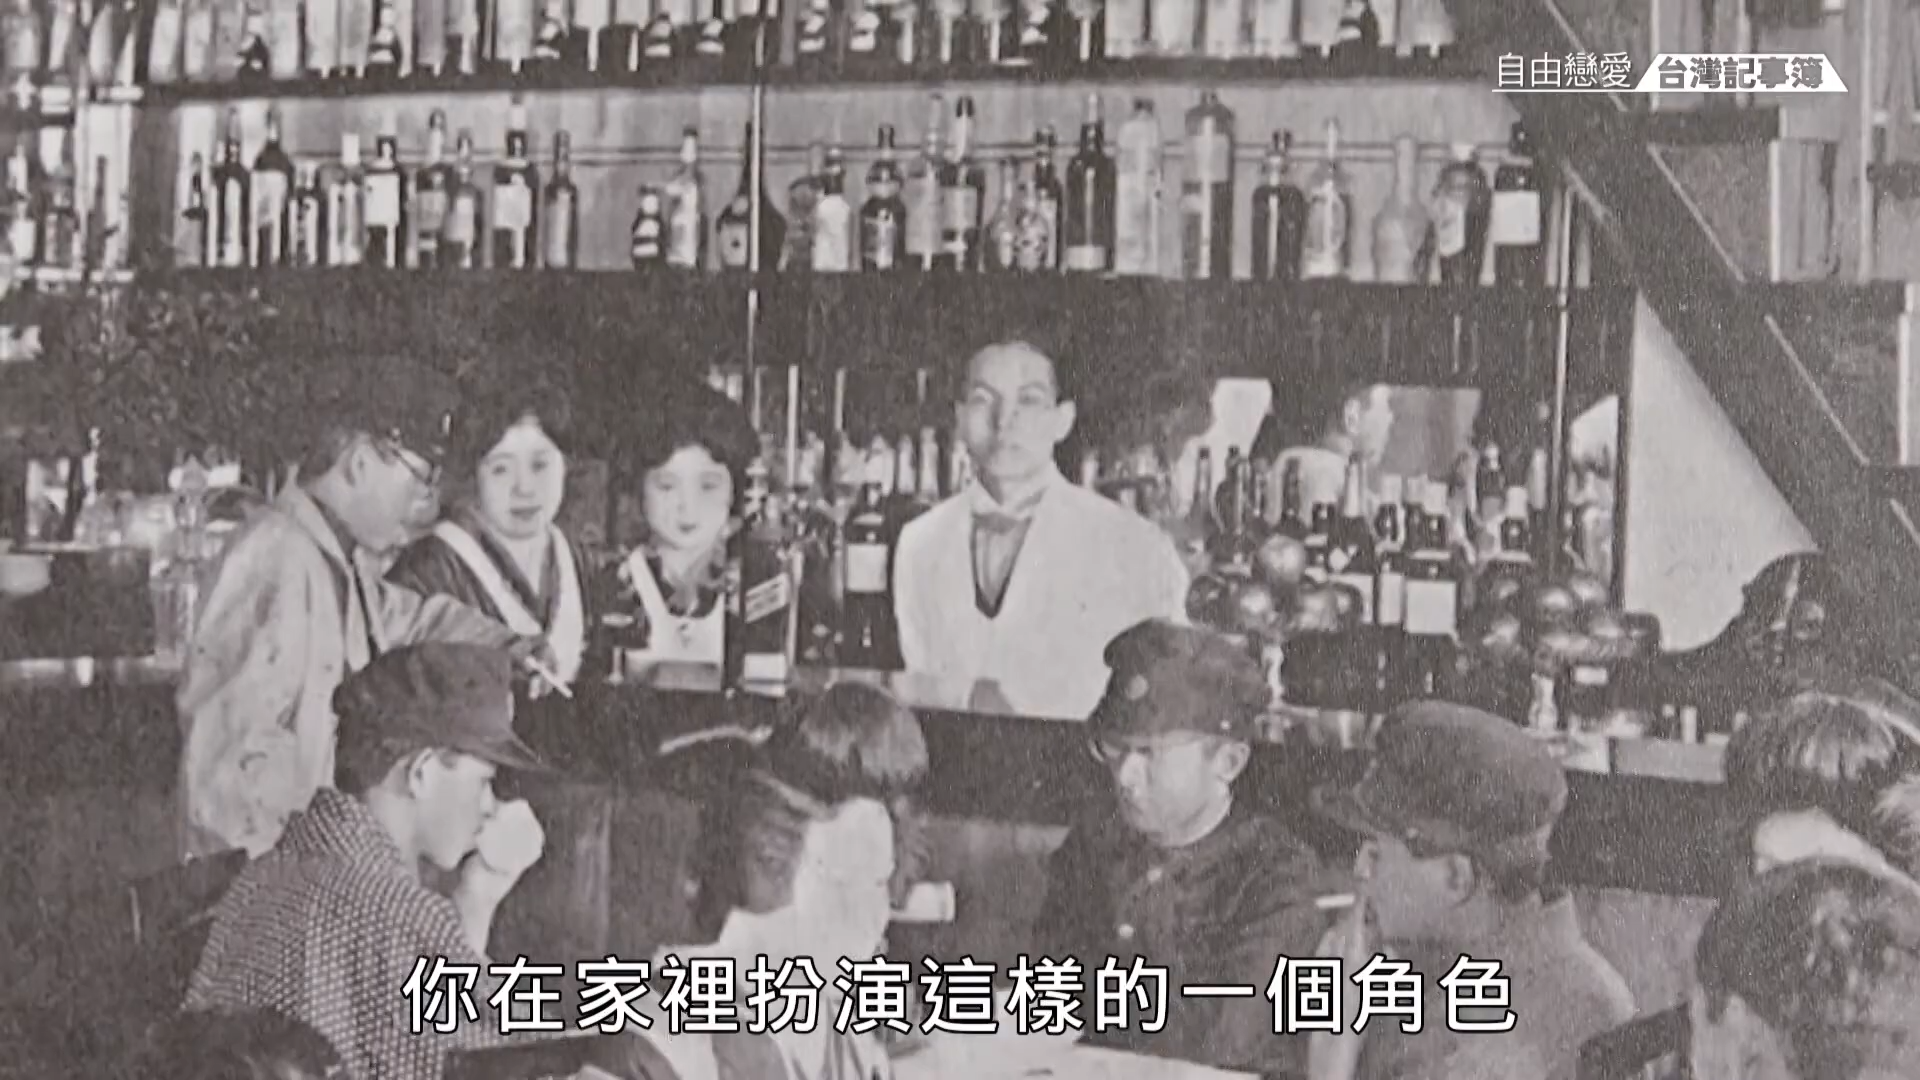 自由戀愛 台灣記事簿
你在家裡扮演這樣的一個角色